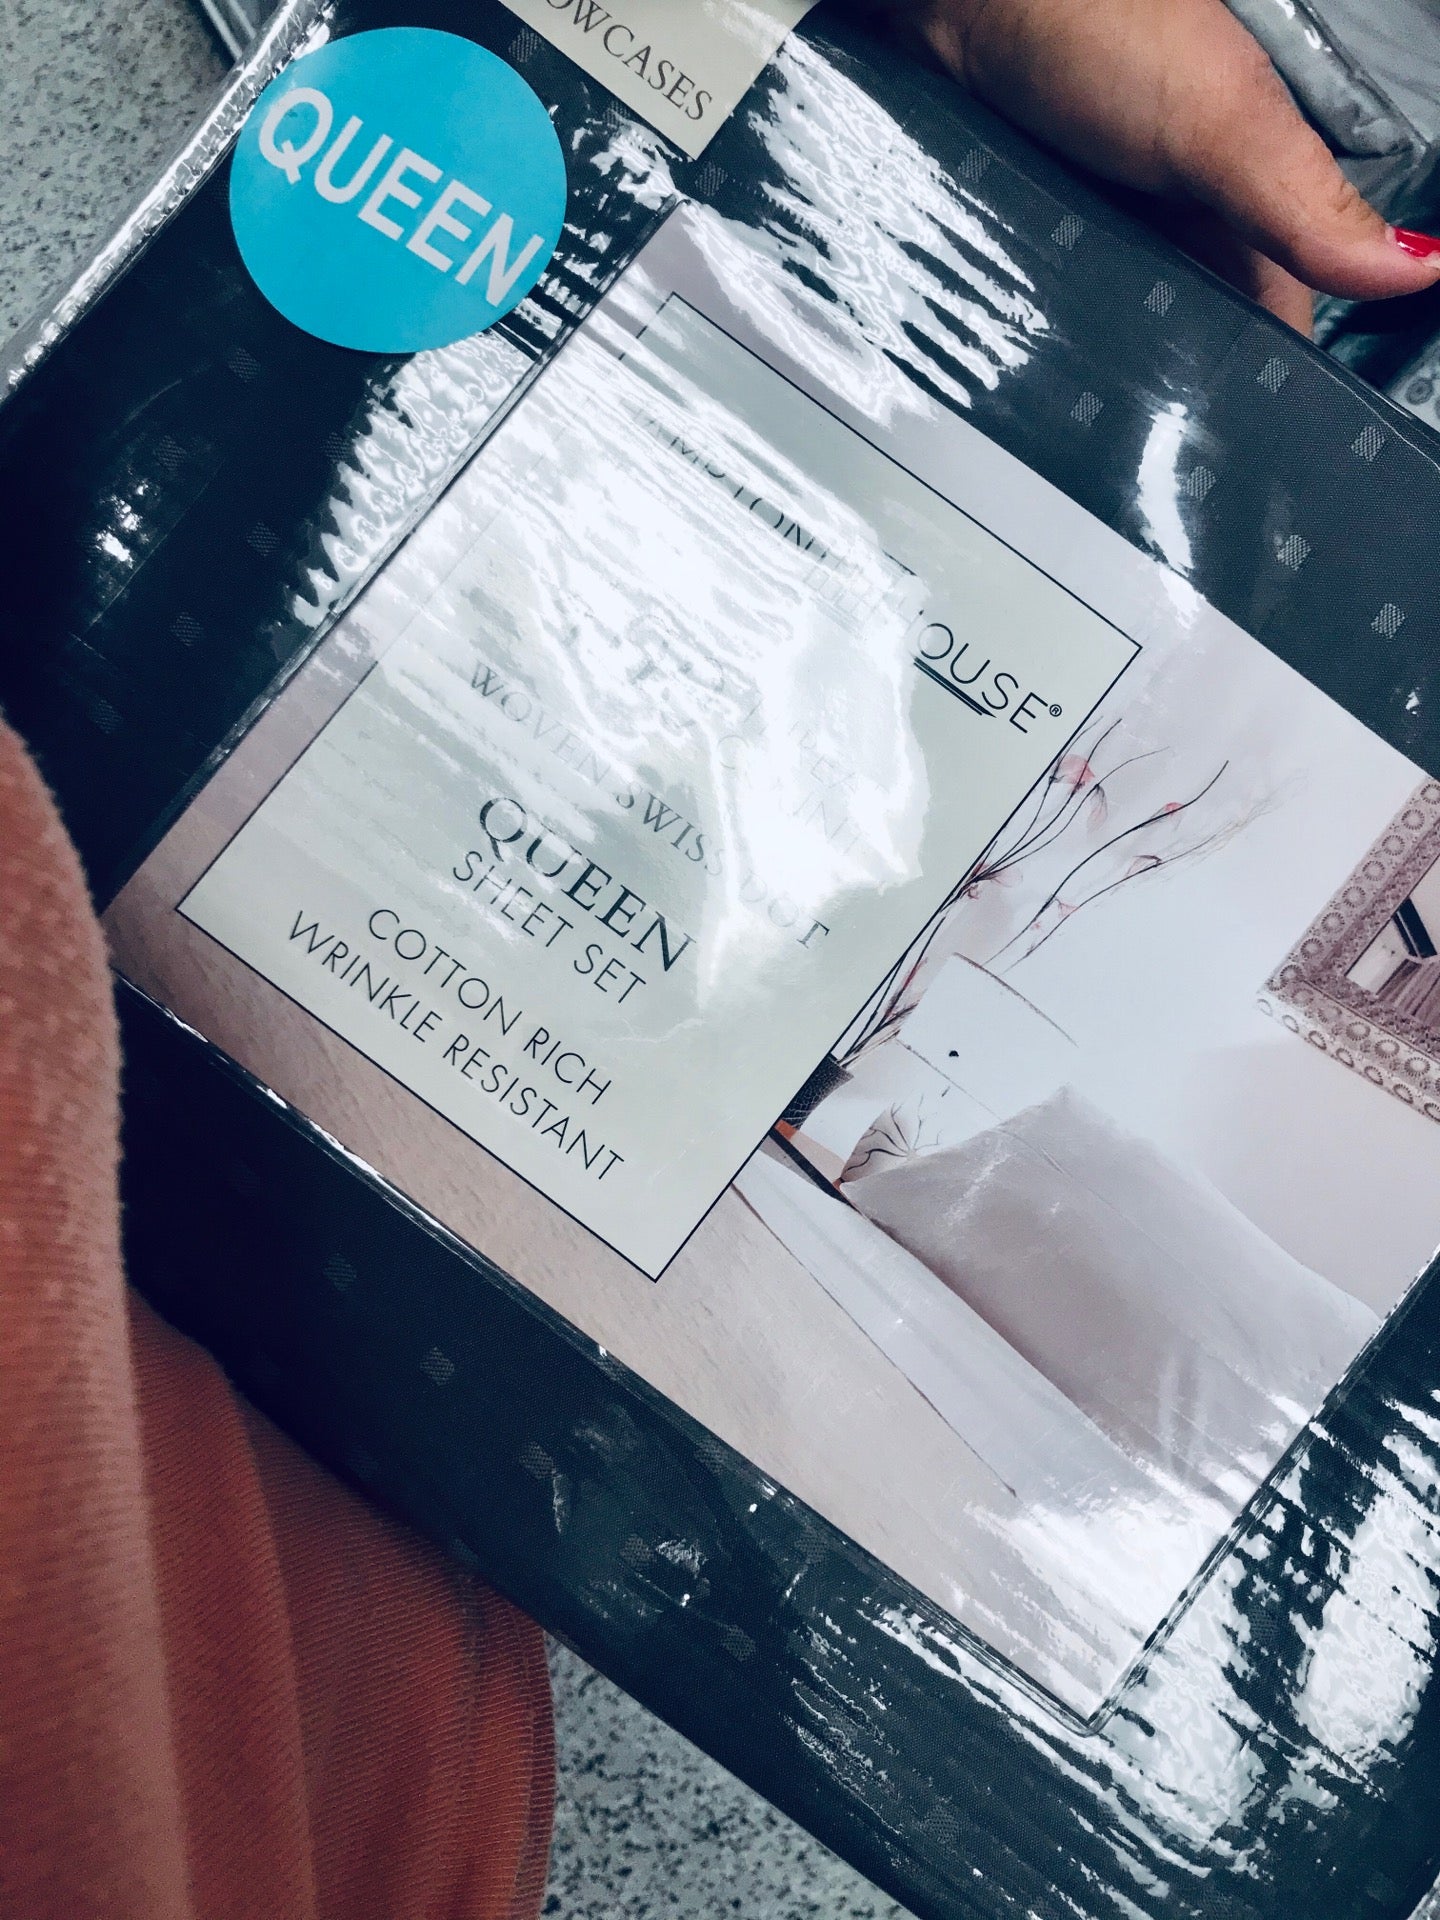 OWCASES
QUEEN
HOUSE®
WOVEN SWISS DOT
QUEEN
SHEET SET
COTTON RICH
WRINKLE RESISTANT